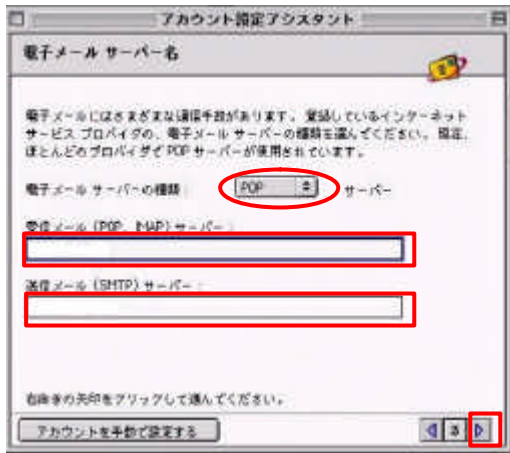 アカウント設定アシスタント
電子メール サーバー名
電子メールにはさまざまな通信手段があります。 登録しているインターネット
サービス プロバイダの、電子メール サーバーの種類を選んでください。 現在、
ほとんどのプロバイダで POP サーバーが使用されています。
電子メール サーバーの種類： POP サーバー
受信メール (POP、IMAP) サーバー：
送信メール (SMTP) サーバー：
右向きの矢印をクリックして進んでください。
アカウントを手動で設定する 3